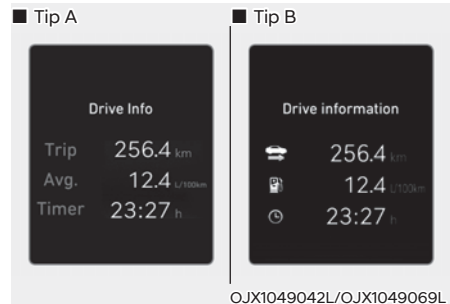 ■ Tip A
Drive Info
Trip 256.4 km
Avg. 12.4 L/100km
Timer 23:27 h
■ Tip B
Drive information
256.4 km
12.4 L/100km
23:27 h
OJX1049042L/OJX1049069L